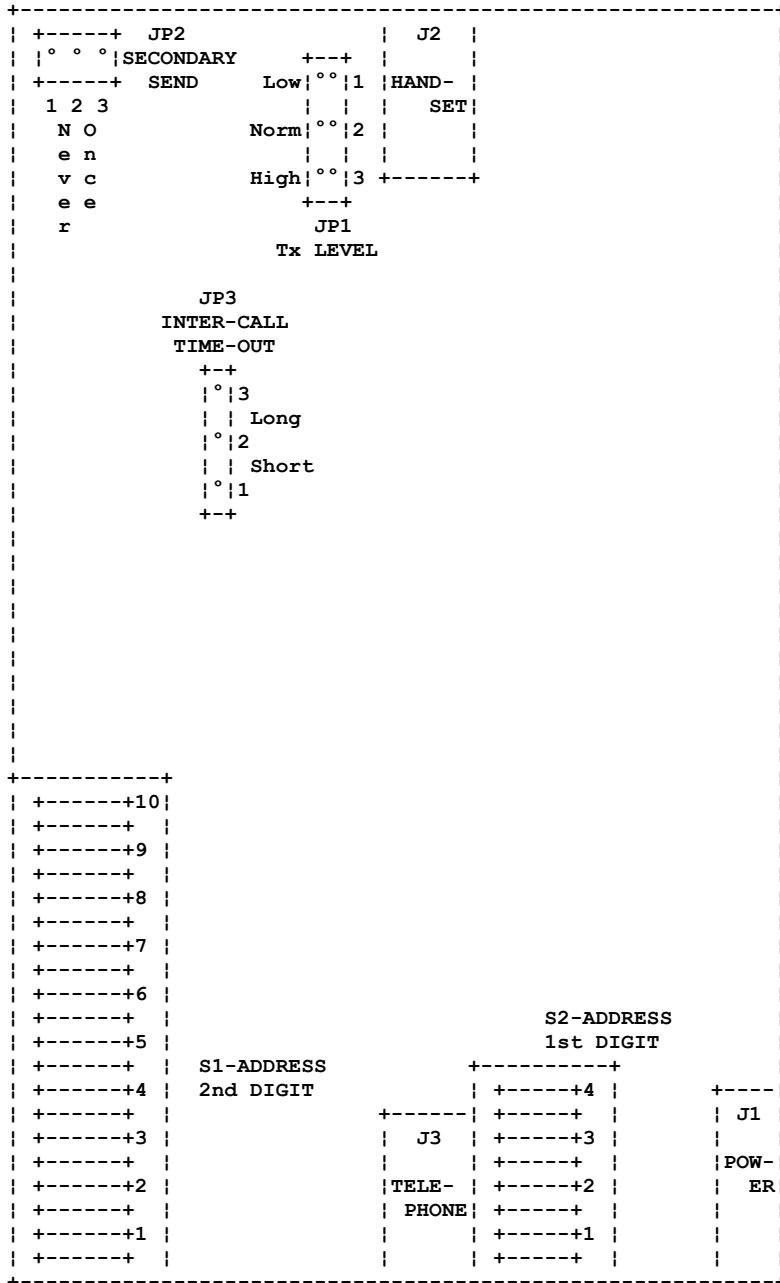 JP2 J2
° ° ° SECONDARY
SEND Low °° 1 HAND-
1 2 3 SET
N O Norm °° 2
e n
v c High °° 3
e e
r JP1
Tx LEVEL
JP3
INTER-CALL
TIME-OUT
° 3
Long
° 2
Short
° 1
10
9
8
7
6
S2-ADDRESS
5 1st DIGIT
S1-ADDRESS
4 2nd DIGIT 4
J1
3 J3 3
POW-
2 TELE- 2 ER
PHONE
1 1